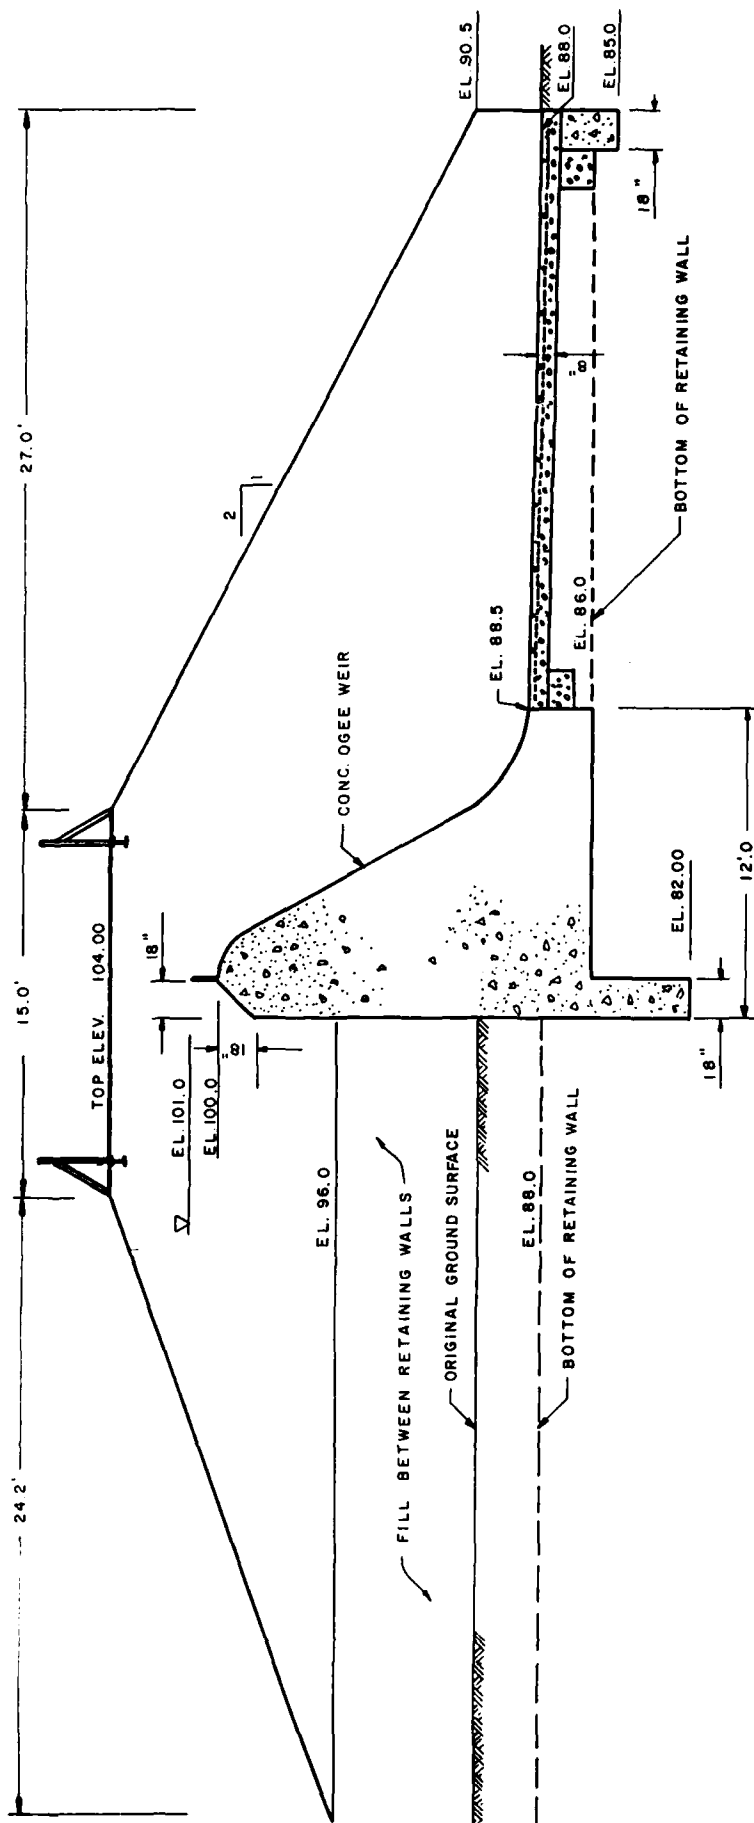 24.2'
15.0'
27.0'
TOP ELEV. 104.00
2
1
EL. 90.5
18"
EL. 101.0
EL. 100.0
18"
CONC. OGEE WEIR
EL. 96.0
FILL BETWEEN RETAINING WALLS
ORIGINAL GROUND SURFACE
EL. 88.0
BOTTOM OF RETAINING WALL
EL. 88.5
EL. 86.0
8"
EL. 88.0
EL. 85.0
18"
BOTTOM OF RETAINING WALL
EL. 82.00
18"
12'.0